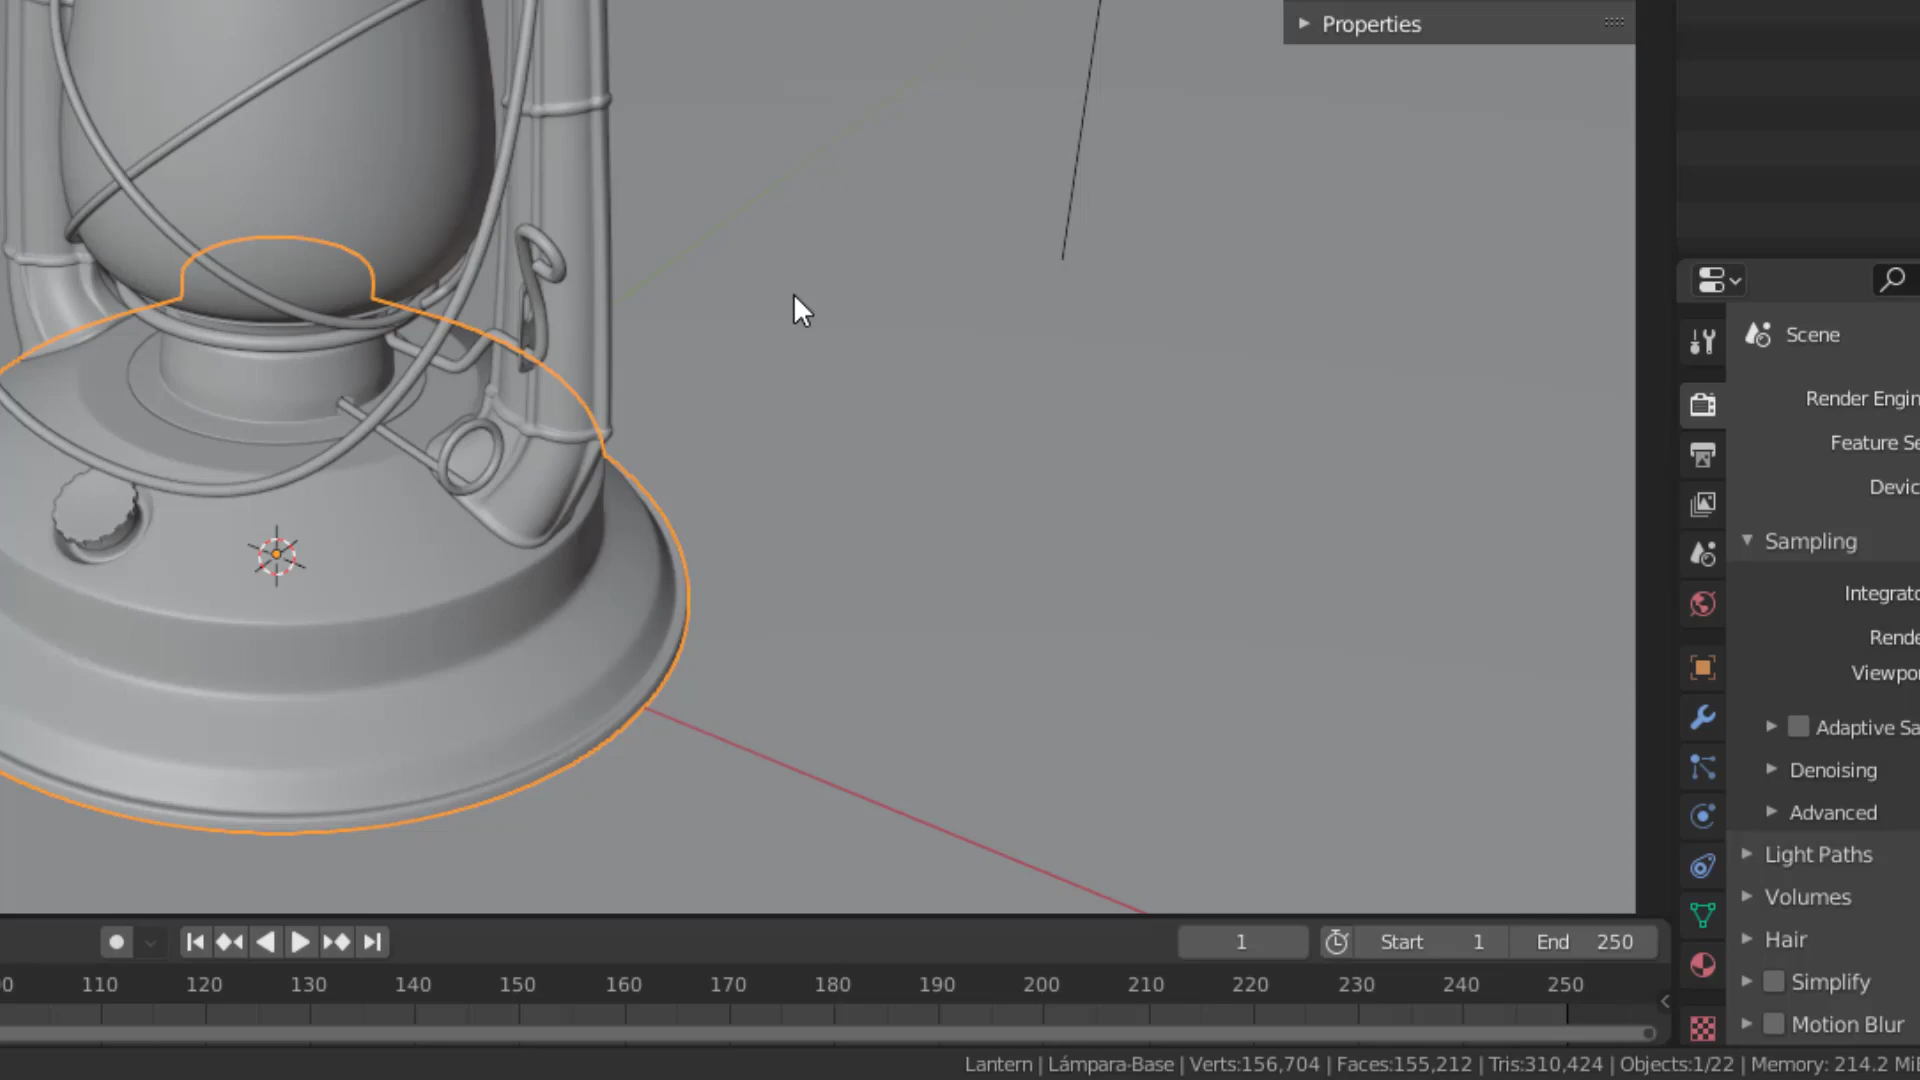 Properties
Scene
Render Engin
Feature Se
Devic
Sampling
Integrato
Rende
Viewpor
Adaptive Sa
Denoising
Advanced
Light Paths
Volumes
Hair
Simplify
Motion Blur
1
Start 1
End 250
110 120 130 140 150 160 170 180 190 200 210 220 230 240 250
Lantern | Lámpara-Base | Verts:156,704 | Faces:155,212 | Tris:310,424 | Objects:1/22 | Memory: 214.2 MiB